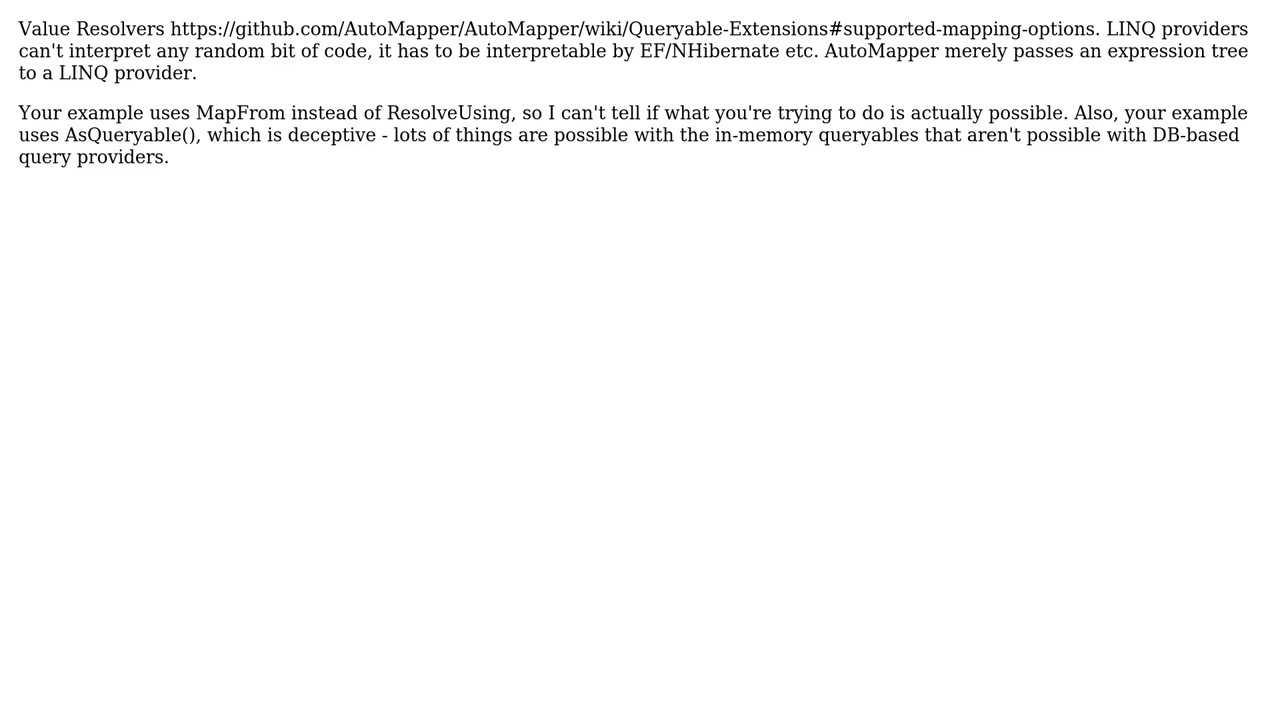 Value Resolvers https://github.com/AutoMapper/AutoMapper/wiki/Queryable-Extensions#supported-mapping-options. LINQ providers
can't interpret any random bit of code, it has to be interpretable by EF/NHibernate etc. AutoMapper merely passes an expression tree
to a LINQ provider.
Your example uses MapFrom instead of ResolveUsing, so I can't tell if what you're trying to do is actually possible. Also, your example
uses AsQueryable(), which is deceptive - lots of things are possible with the in-memory queryables that aren't possible with DB-based
query providers.